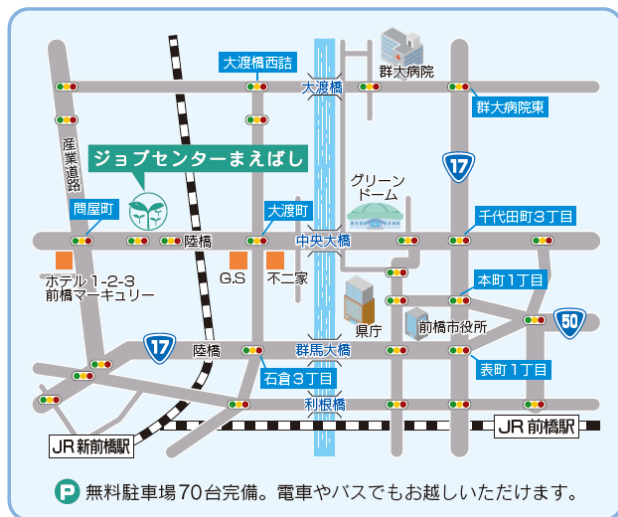 群大病院
大渡橋西詰
大渡橋
群大病院東
産業道路
ジョブセンターまえばし
17
グリーン
ドーム
問屋町
大渡町
千代田町3丁目
陸橋
中央大橋
ホテル1-2-3
前橋マーキュリー
G.S
不二家
本町1丁目
県庁
前橋市役所
50
17
陸橋
群馬大橋
石倉3丁目
表町1丁目
利根橋
JR新前橋駅
JR前橋駅
P 無料駐車場70台完備。電車やバスでもお越しいただけます。